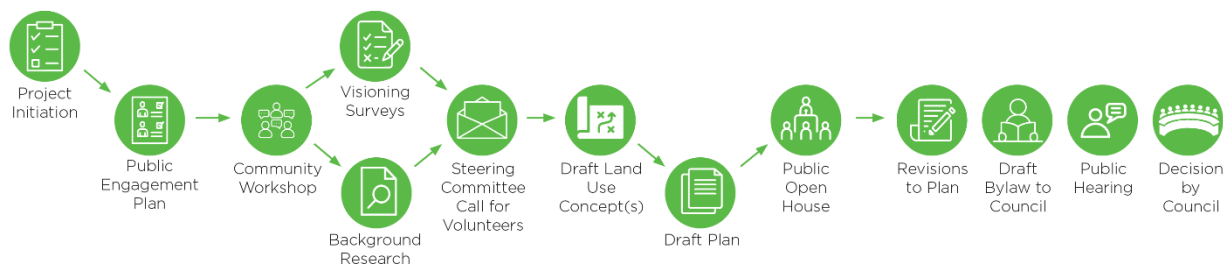 Project
Initiation
Public
Engagement
Plan
Community
Workshop
Visioning
Surveys
Background
Research
Steering
Committee
Call for
Volunteers
Draft Land
Use
Concept(s)
Draft Plan
Public
Open
House
Revisions
to Plan
Draft
Bylaw to
Council
Public
Hearing
Decision
by
Council